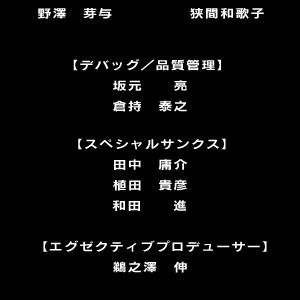 野澤　芽与　　　　　狭間和歌子
【デバッグ／品質管理】
坂元　　亮
倉持　泰之
【スペシャルサンクス】
田中　庸介
植田　貴彦
和田　　進
【エグゼクティブプロデューサー】
鵜之澤　伸